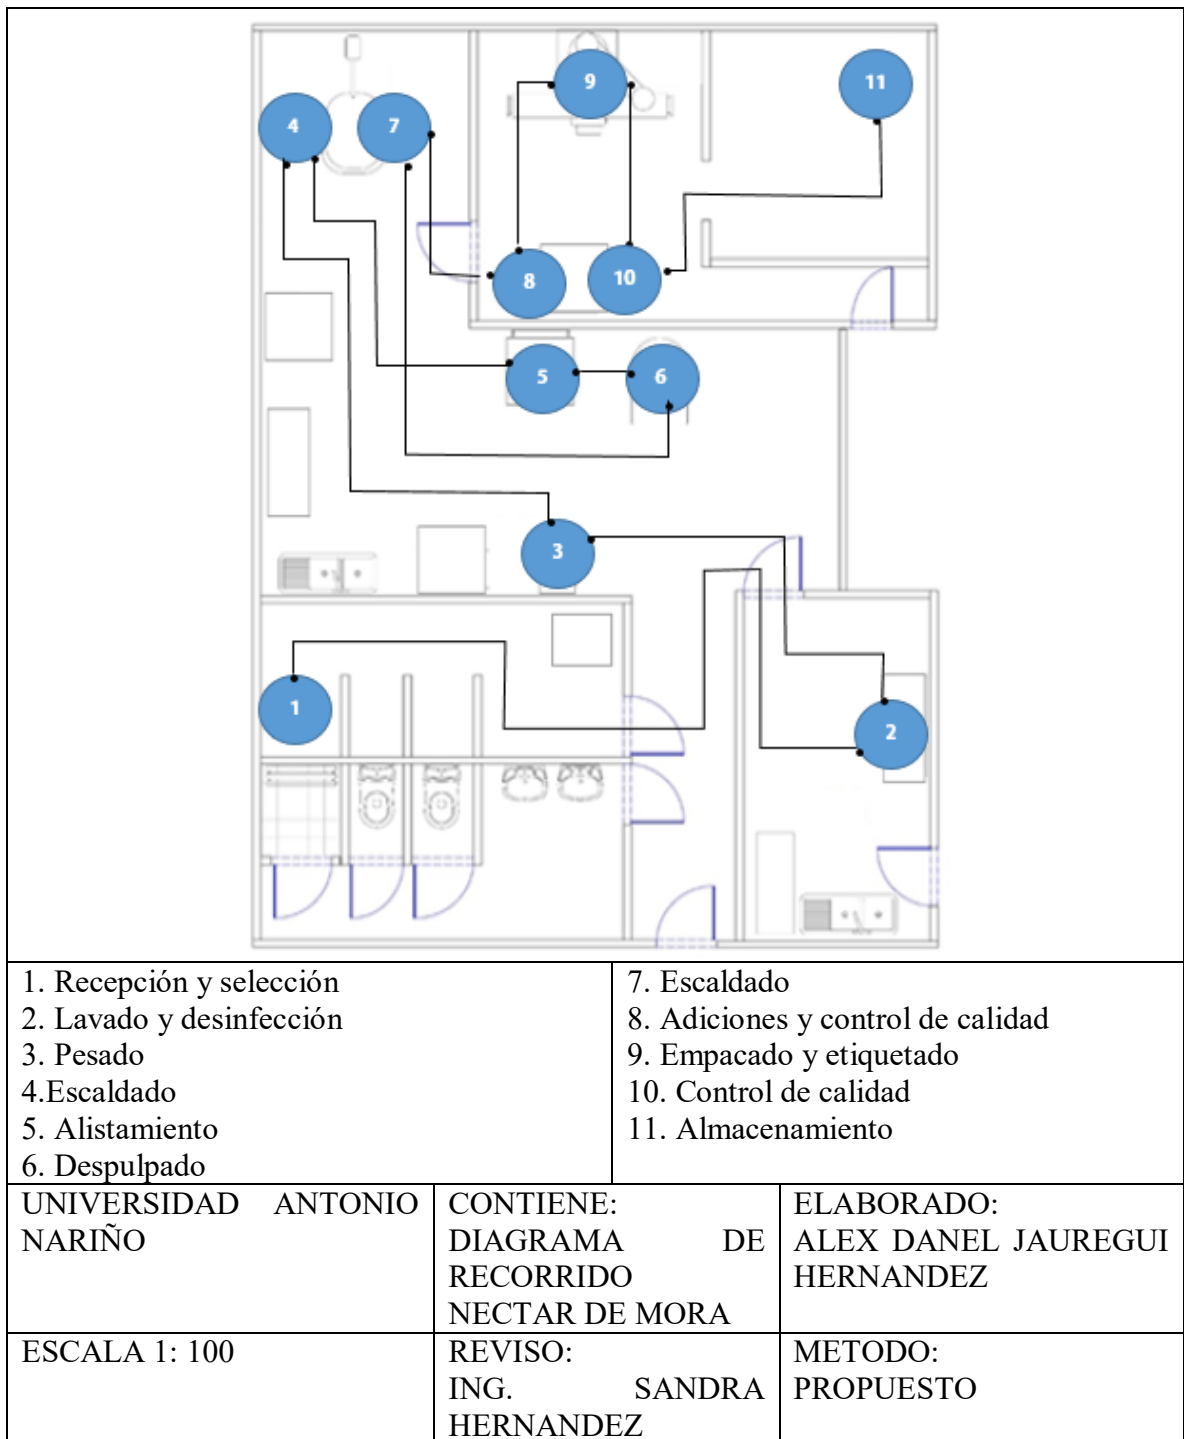 9
11
4
7
8
10
5
6
3
1
2
1. Recepción y selección
2. Lavado y desinfección
3. Pesado
4.Escaldado
5. Alistamiento
6. Despulpado
7. Escaldado
8. Adiciones y control de calidad
9. Empacado y etiquetado
10. Control de calidad
11. Almacenamiento
UNIVERSIDAD ANTONIO
NARIÑO
CONTIENE:
DIAGRAMA DE
RECORRIDO
NECTAR DE MORA
ELABORADO:
ALEX DANEL JAUREGUI
HERNANDEZ
ESCALA 1: 100
REVISO:
ING. SANDRA
HERNANDEZ
METODO:
PROPUESTO